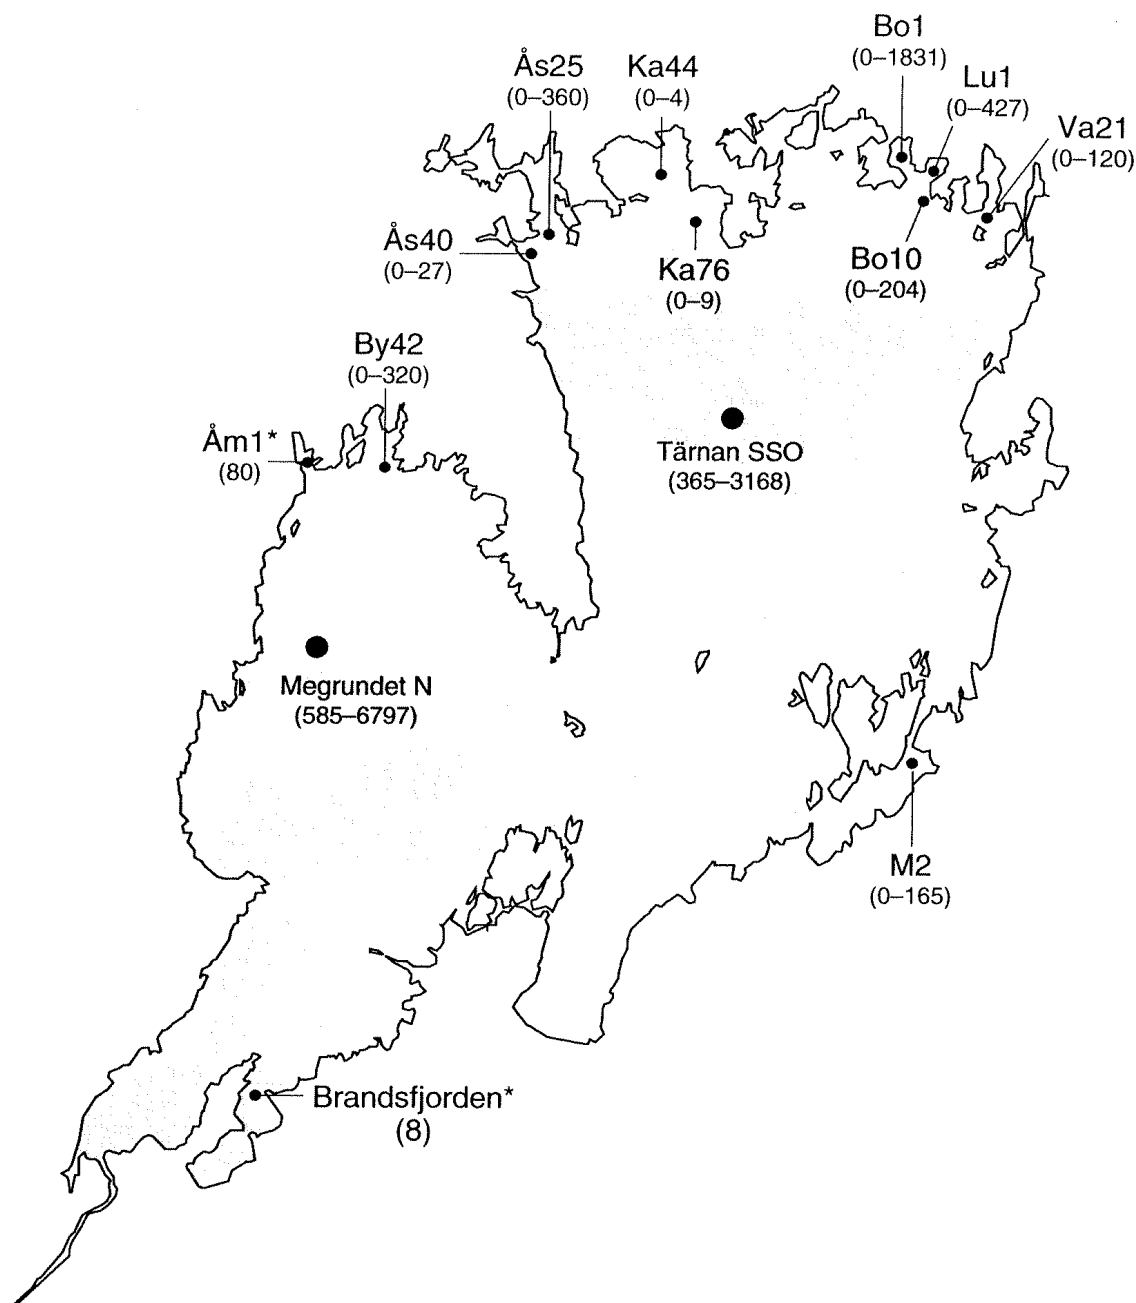 Bo1
(0–1831)
Ås25
(0–360)
Ka44
(0–4)
Lu1
(0–427)
Va21
(0–120)
Ås40
(0–27)
Ka76
(0–9)
Bo10
(0–204)
By42
(0–320)
Åm1*
(80)
Tärnan SSO
(365–3168)
Megrundet N
(585–6797)
M2
(0–165)
Brandsfjorden*
(8)